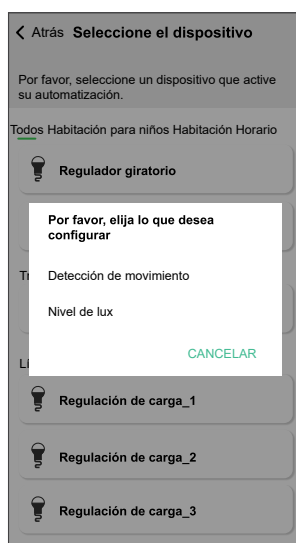 Atrás Seleccione el dispositivo
Por favor, seleccione un dispositivo que active
su automatización.
Todos Habitación para niños Habitación Horario
Regulador giratorio
Por favor, elija lo que desea
configurar
Detección de movimiento
Nivel de lux
CANCELAR
Regulación de carga_1
Regulación de carga_2
Regulación de carga_3